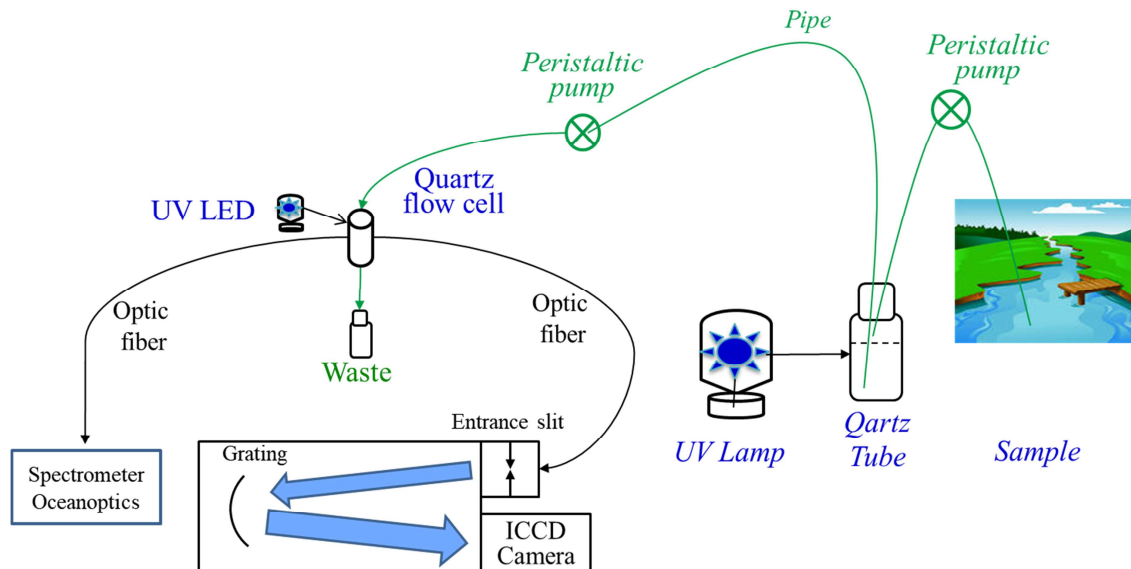 Pipe
Peristaltic
pump
Peristaltic
pump
UV LED
Quartz
flow cell
Optic
fiber
Optic
fiber
Waste
Entrance slit
Grating
Spectrometer
Oceanoptics
ICCD
Camera
UV Lamp
Qartz
Tube
Sample